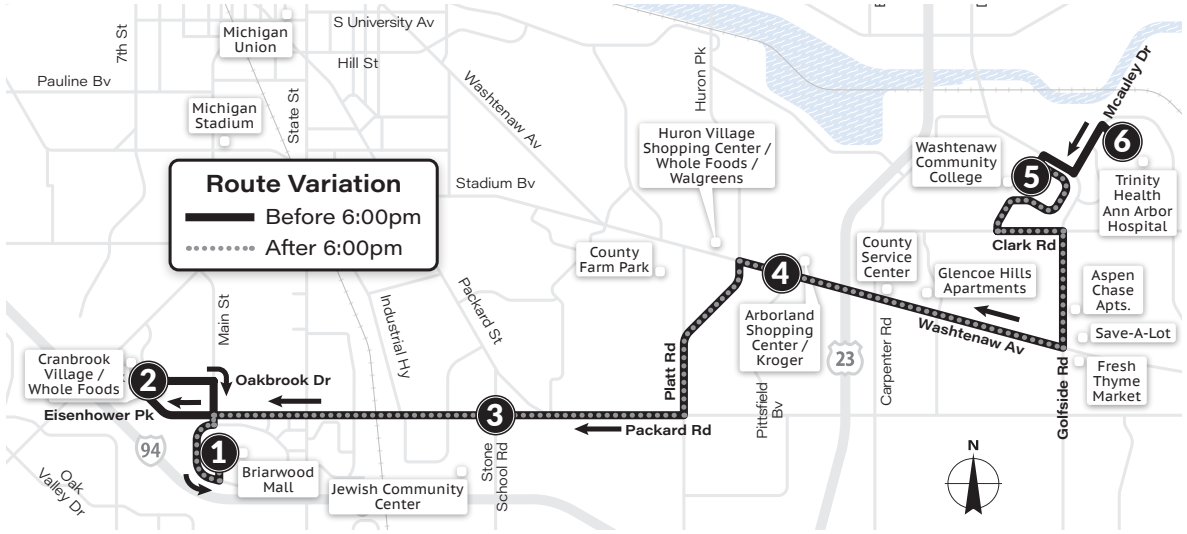 S University Av
Michigan
Union
7th St
Hill St
Pauline Bv
Washtenaw Av
Huron Pk
Mcauley Dr
Michigan
Stadium
State St
Huron Village
Shopping Center /
Whole Foods /
Walgreens
Washtenaw
Community
College
6
5
Trinity
Health
Ann Arbor
Hospital
Route Variation
Before 6:00pm
After 6:00pm
Stadium Bv
Clark Rd
County
Farm Park
4
County
Service
Center
Glencoe Hills
Apartments
Aspen
Chase
Apts.
Main St
Industrial Hy
Packard St
Arborland
Shopping
Center /
Kroger
Washtenaw Av
Save-A-Lot
Cranbrook
Village /
Whole Foods
2
Oakbrook Dr
Platt Rd
23
Carpenter Rd
Fresh
Thyme
Market
Eisenhower Pk
3
Packard Rd
Pittsfield
Bv
Golfside Rd
94
1
Briarwood
Mall
Oak
Valley Dr
Jewish Community
Center
Stone
School Rd
N